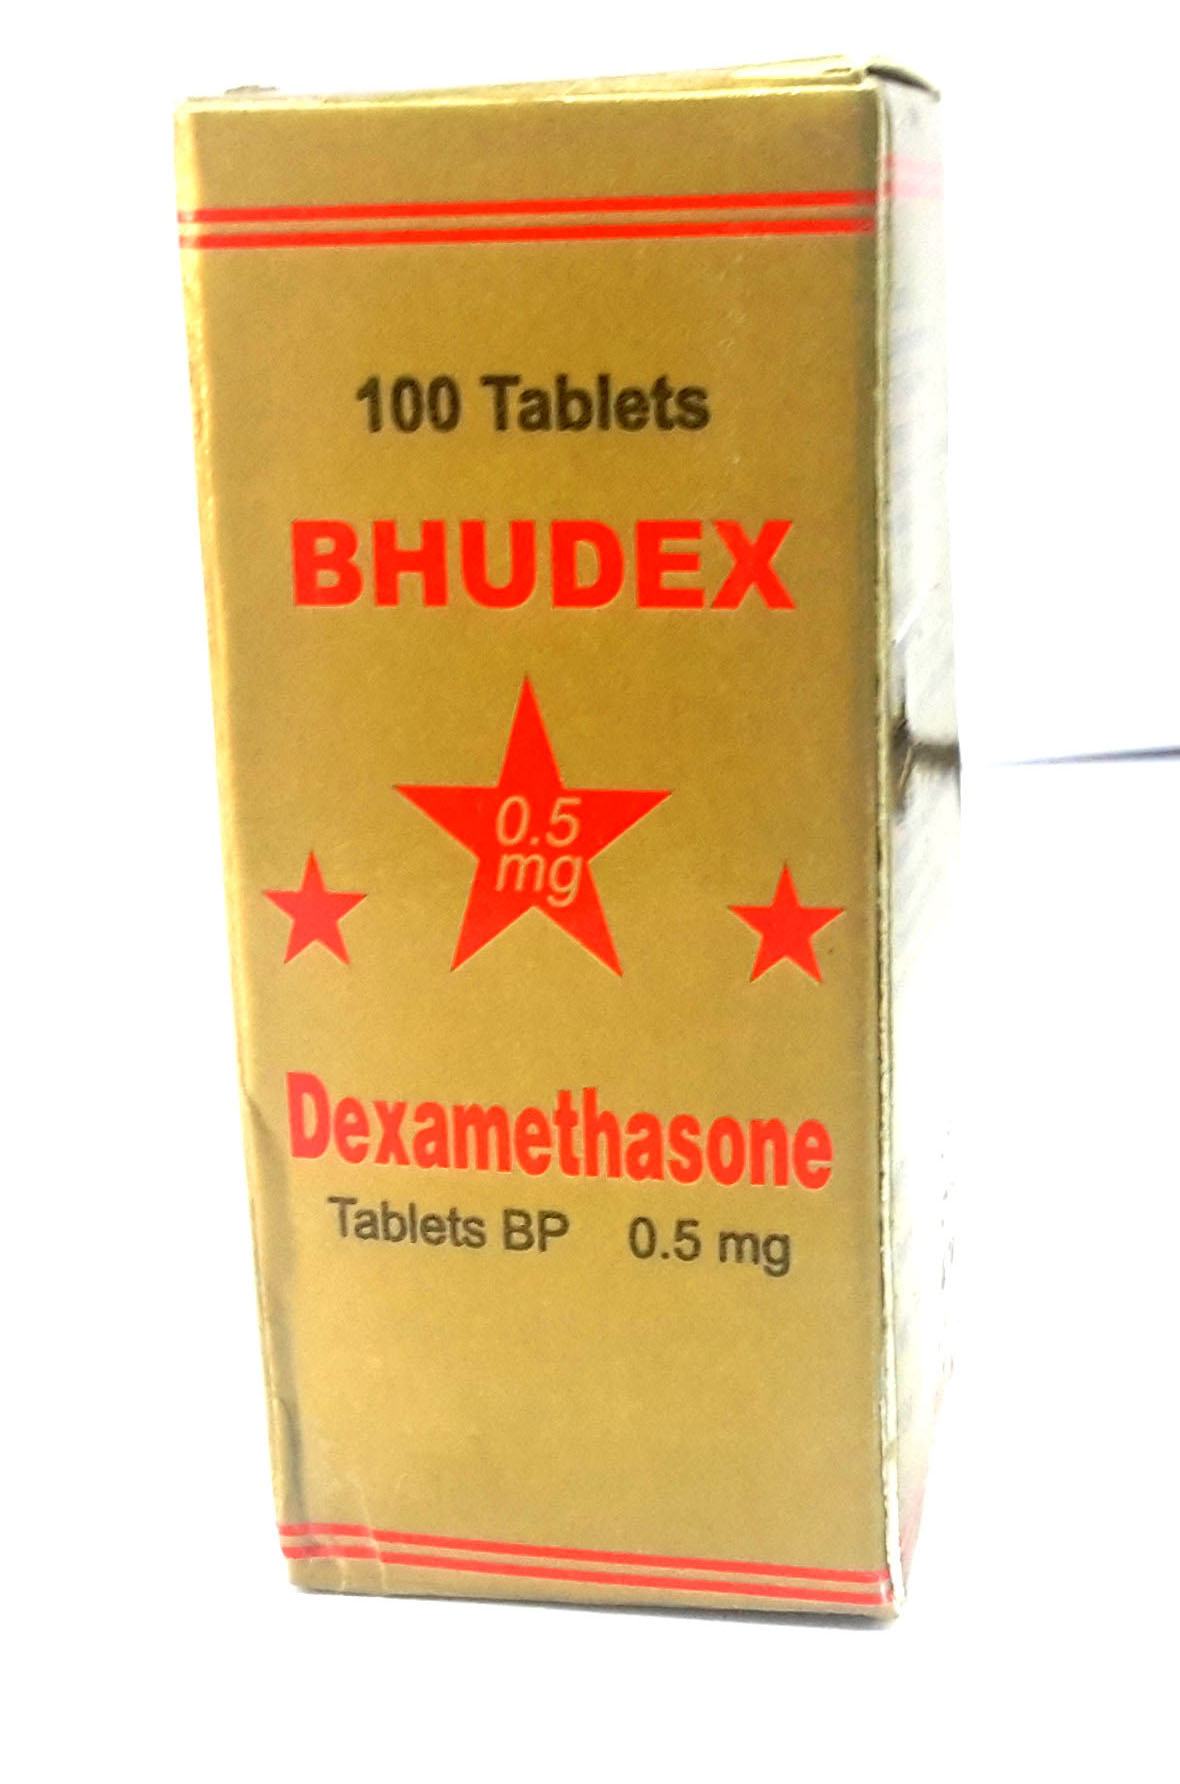 100 Tablets
BHUDEX
0.5
mg
Dexamethasone
Tablets BP 0.5 mg